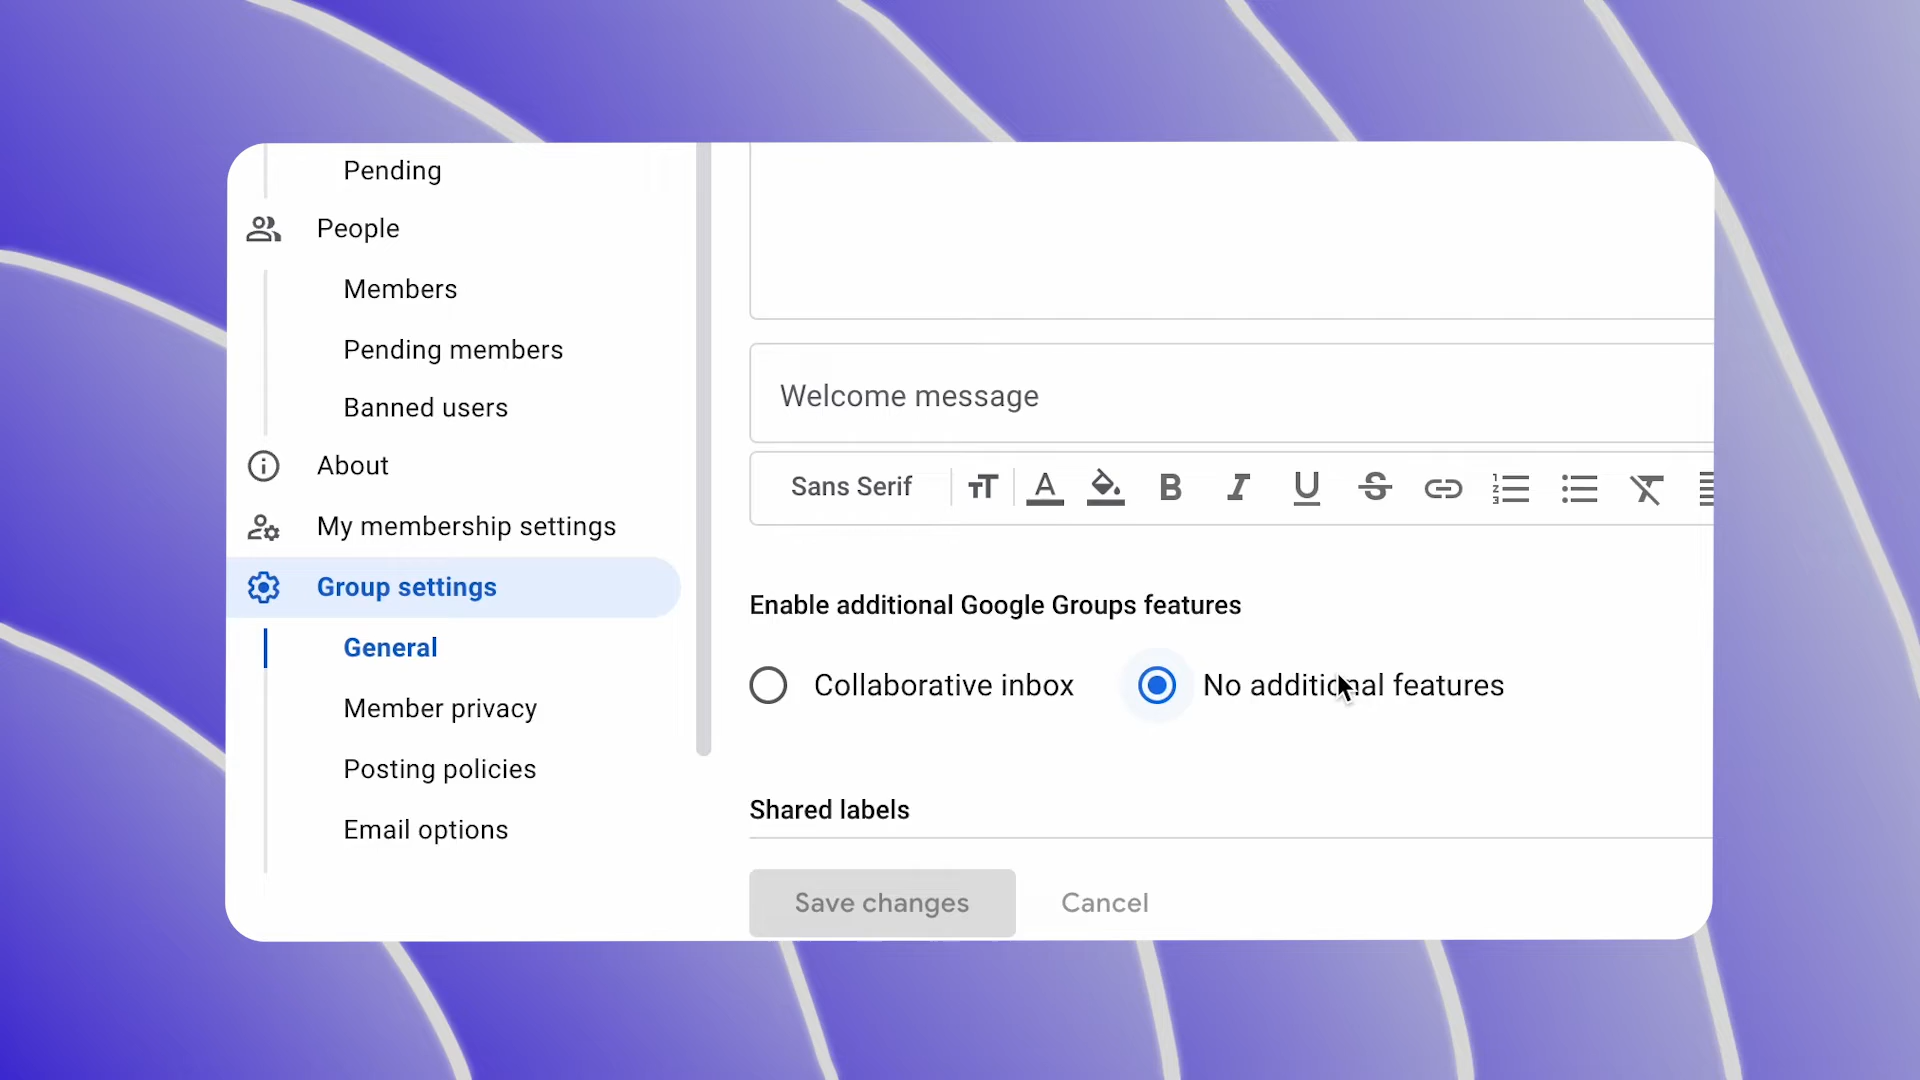 Pending
People
Members
Pending members
Banned users
About
My membership settings
Group settings
General
Member privacy
Posting policies
Email options
Welcome message
Sans Serif
Enable additional Google Groups features
Collaborative inbox
No additional features
Shared labels
Save changes
Cancel